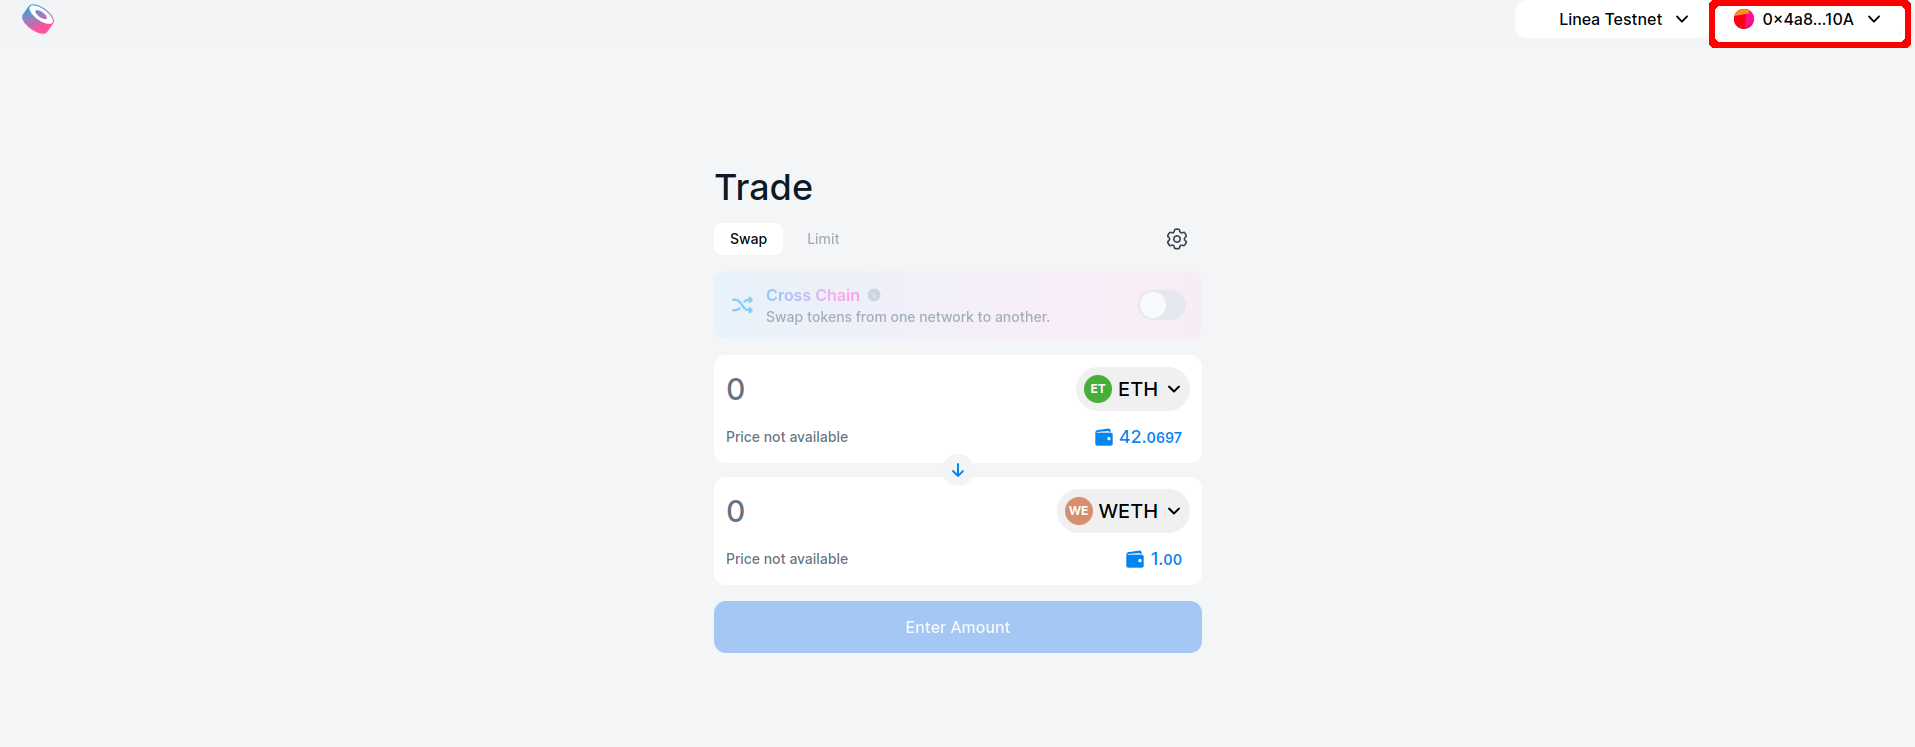 Linea Testnet
0x4a8...10A
Trade
Swap
Limit
Cross Chain
Swap tokens from one network to another.
0
ET ETH
Price not available
42.0697
0
WE WETH
Price not available
1.00
Enter Amount